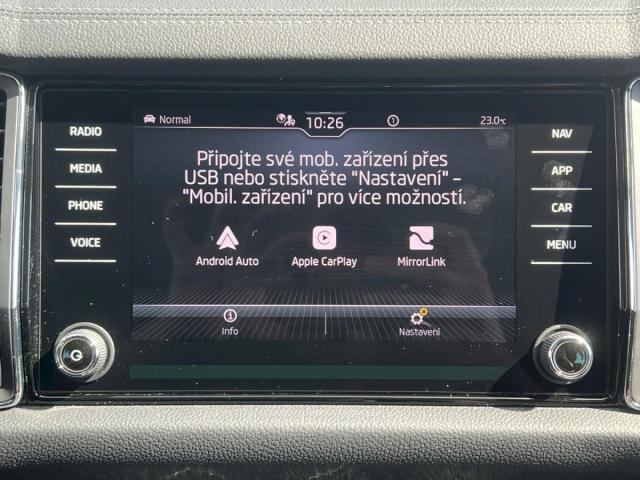 Normal 10:26 23.0°C
RADIO
MEDIA
PHONE
VOICE
Připojte své mob. zařízení přes
USB nebo stiskněte "Nastavení" –
"Mobil. zařízení" pro více možností.
Android Auto Apple CarPlay MirrorLink
Info Nastavení
NAV
APP
CAR
MENU